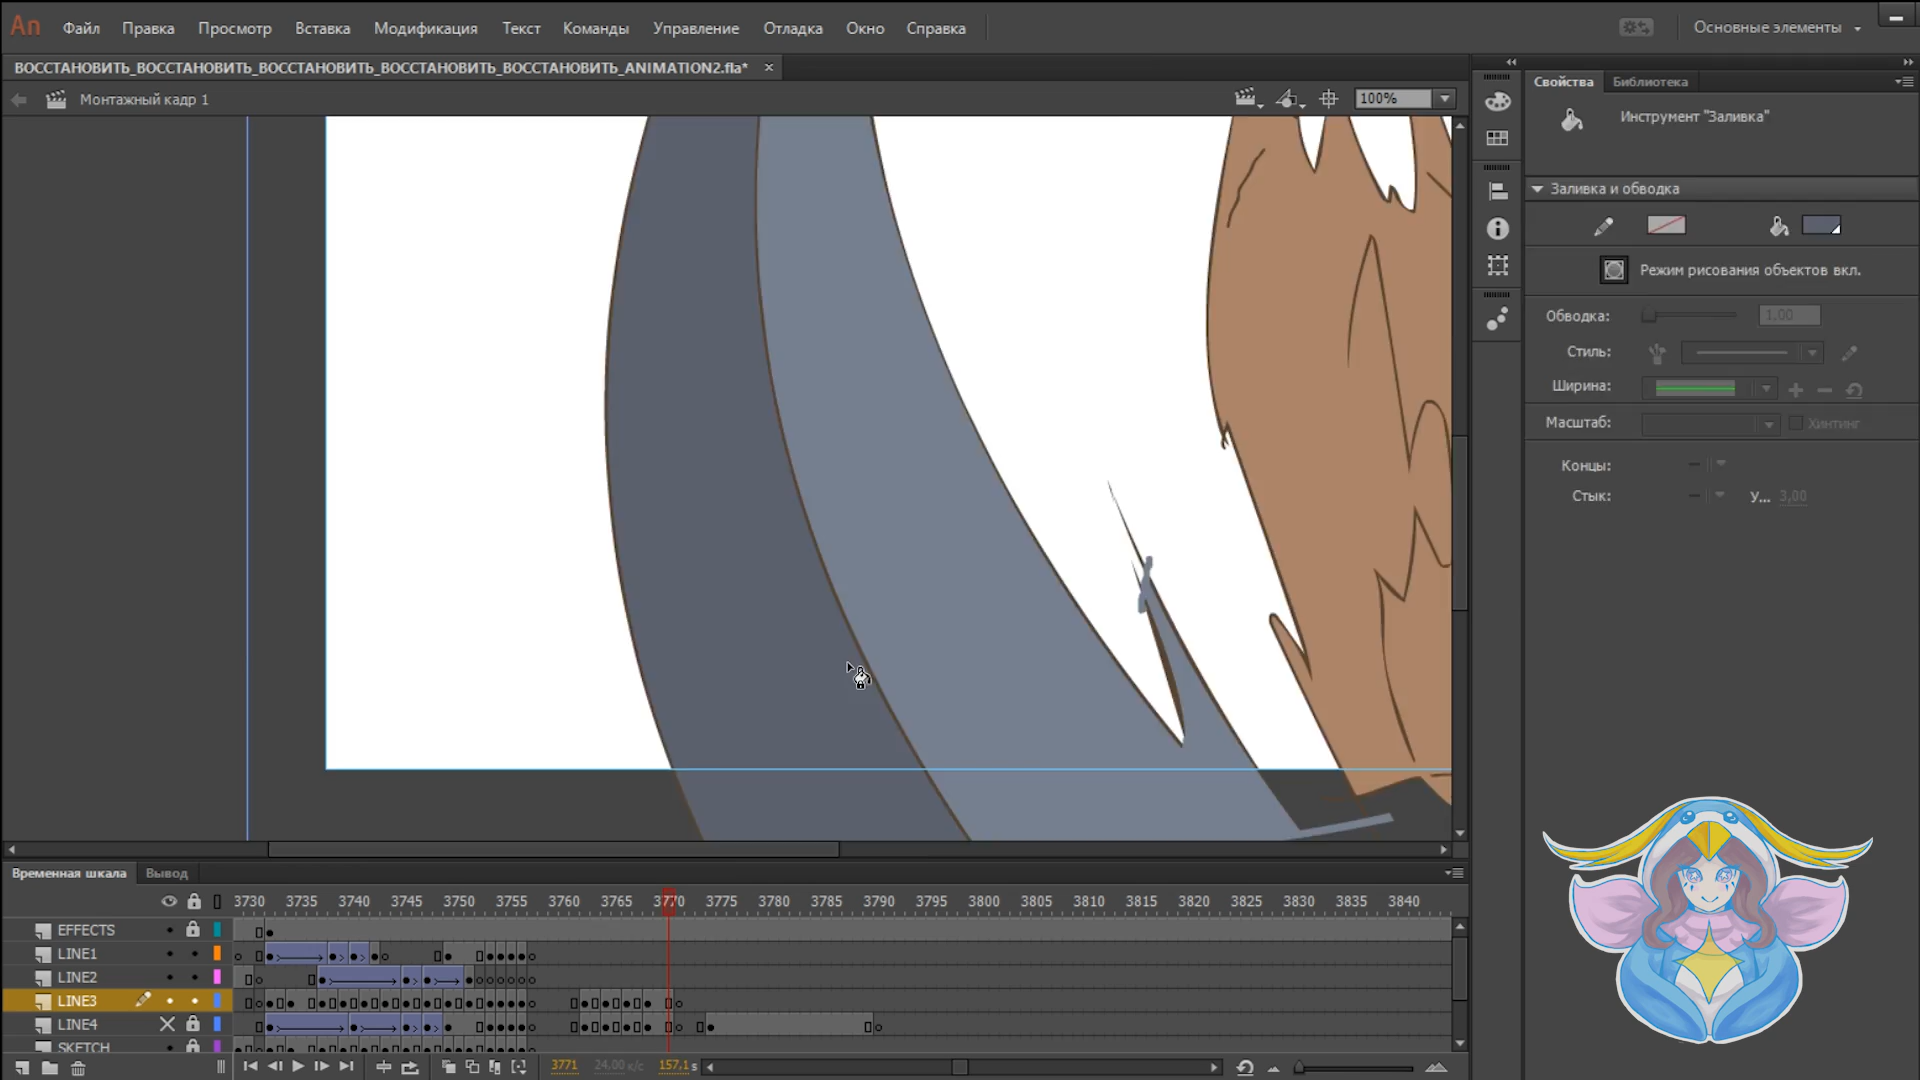 An Файл Правка Просмотр Вставка Модификация Текст Команды Управление Отладка Окно Справка Основные элементы
ВОССТАНОВИТЬ_ВОССТАНОВИТЬ_ВОССТАНОВИТЬ_ВОССТАНОВИТЬ_ВОССТАНОВИТЬ_ANIMATION2.fla* ×
Монтажный кадр 1 100%
Свойства Библиотека
Инструмент "Заливка"
Заливка и обводка
Режим рисования объектов вкл.
Обводка: 1,00
Стиль:
Ширина:
Масштаб: Хинтинг
Концы:
Стык: У... 3,00
Временная шкала Вывод
3730 3735 3740 3745 3750 3755 3760 3765 3770 3775 3780 3785 3790 3795 3800 3805 3810 3815 3820 3825 3830 3835 3840
EFFECTS
LINE1
LINE2
LINE3
LINE4
SKETCH
3771 24,00 к/с 157,1 s